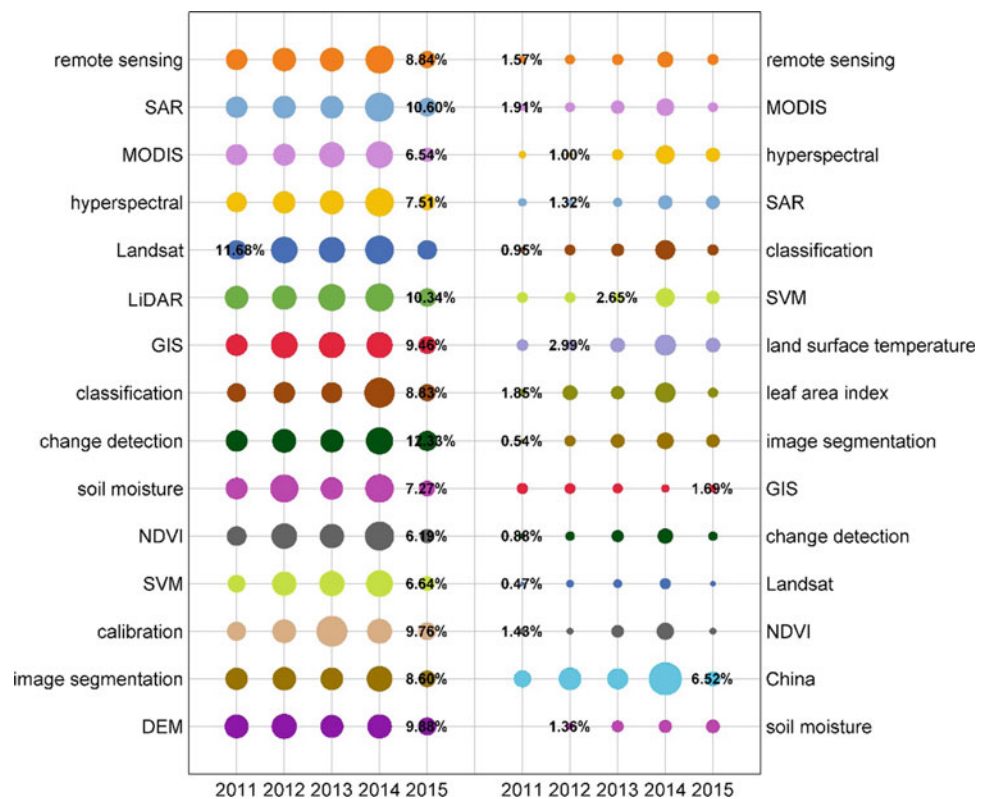 remote sensing 8.84% 1.57% remote sensing
SAR 10.60% 1.91% MODIS
MODIS 6.54% 1.00% hyperspectral
hyperspectral 7.51% 1.32% SAR
Landsat 11.68% 0.95% classification
LiDAR 10.34% 2.65% SVM
GIS 9.46% 2.99% land surface temperature
classification 8.83% 1.85% leaf area index
change detection 12.33% 0.54% image segmentation
soil moisture 7.27% 1.69% GIS
NDVI 6.19% 0.88% change detection
SVM 6.64% 0.47% Landsat
calibration 9.76% 1.43% NDVI
image segmentation 8.60% 6.52% China
DEM 9.88% 1.36% soil moisture
2011 2012 2013 2014 2015 2011 2012 2013 2014 2015